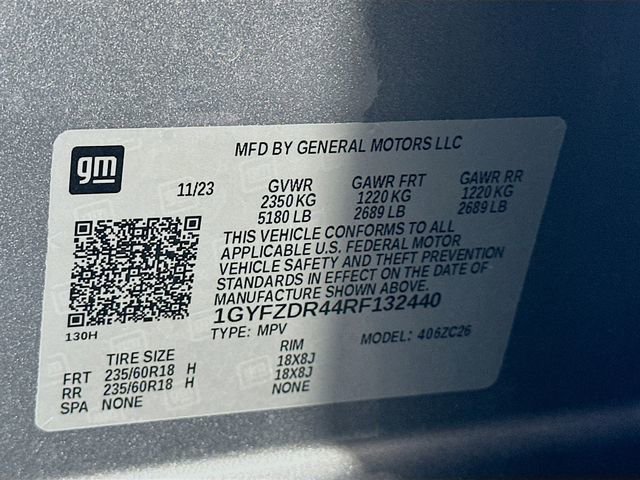 gm
MFD BY GENERAL MOTORS LLC
11/23 GVWR GAWR FRT GAWR RR
2350 KG 1220 KG 1220 KG
5180 LB 2689 LB 2689 LB
THIS VEHICLE CONFORMS TO ALL
APPLICABLE U.S. FEDERAL MOTOR
VEHICLE SAFETY AND THEFT PREVENTION
STANDARDS IN EFFECT ON THE DATE OF
MANUFACTURE SHOWN ABOVE.
1GYFZDR44RF132440
130H
TYPE: MPV MODEL: 406ZC26
TIRE SIZE RIM
FRT 235/60R18 H 18X8J
RR 235/60R18 H 18X8J
SPA NONE NONE